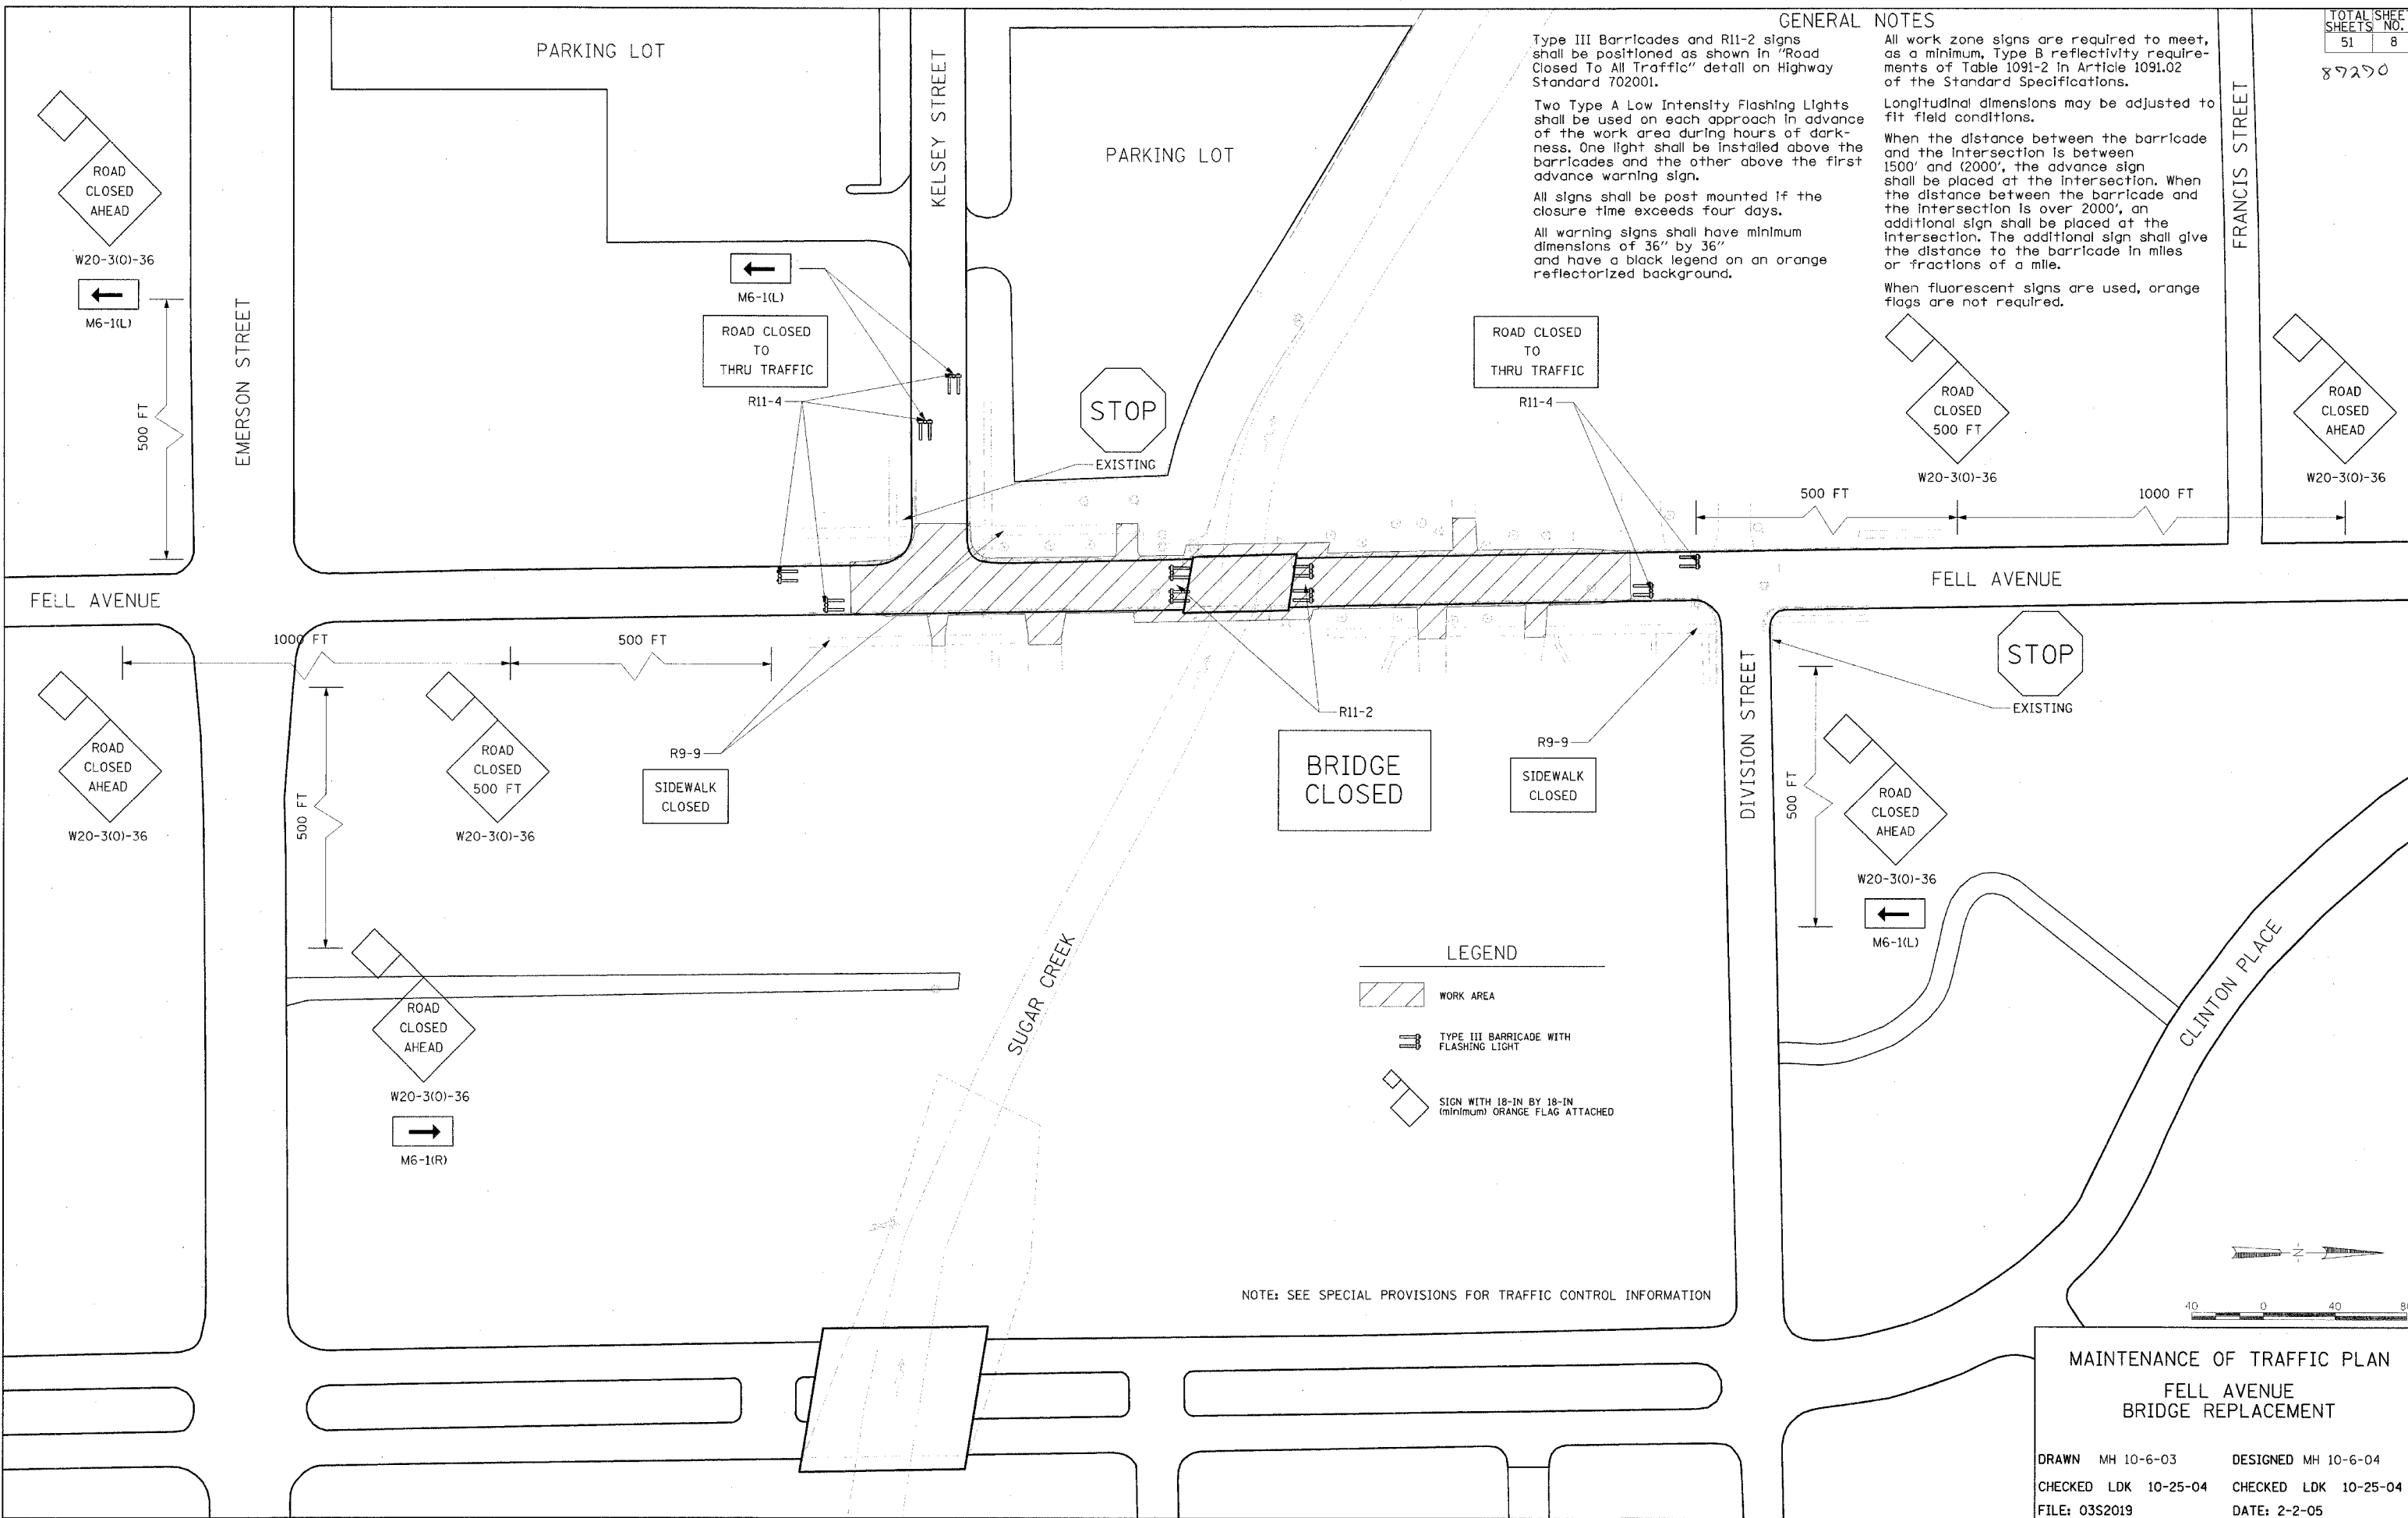 GENERAL NOTES
Type III Barricades and R11-2 signs
shall be positioned as shown in "Road
Closed To All Traffic" detail on Highway
Standard 702001.
Two Type A Low Intensity Flashing Lights
shall be used on each approach in advance
of the work area during hours of dark-
ness. One light shall be installed above the
barricades and the other above the first
advance warning sign.
All signs shall be post mounted if the
closure time exceeds four days.
All warning signs shall have minimum
dimensions of 36" by 36"
and have a black legend on an orange
reflectorized background.
All work zone signs are required to meet,
as a minimum, Type B reflectivity require-
ments of Table 1091-2 in Article 1091.02
of the Standard Specifications.
Longitudinal dimensions may be adjusted to
fit field conditions.
When the distance between the barricade
and the intersection is between
1500' and (2000', the advance sign
shall be placed at the intersection. When
the distance between the barricade and
the intersection is over 2000', an
additional sign shall be placed at the
intersection. The additional sign shall give
the distance to the barricade in miles
or fractions of a mile.
When fluorescent signs are used, orange
flags are not required.
TOTAL SHEETS
SHEET NO.
51 8
87290
PARKING LOT
KELSEY STREET
PARKING LOT
FRANCIS STREET
ROAD
CLOSED
AHEAD
W20-3(O)-36
M6-1(L)
500 FT
EMERSON STREET
M6-1(L)
ROAD CLOSED
TO
THRU TRAFFIC
R11-4
STOP
EXISTING
ROAD CLOSED
TO
THRU TRAFFIC
R11-4
ROAD
CLOSED
500 FT
W20-3(O)-36
ROAD
CLOSED
AHEAD
W20-3(O)-36
500 FT
1000 FT
FELL AVENUE
FELL AVENUE
1000 FT
500 FT
ROAD
CLOSED
AHEAD
W20-3(O)-36
500 FT
ROAD
CLOSED
500 FT
W20-3(O)-36
R9-9
SIDEWALK
CLOSED
R11-2
BRIDGE
CLOSED
R9-9
SIDEWALK
CLOSED
DIVISION STREET
500 FT
STOP
EXISTING
ROAD
CLOSED
AHEAD
W20-3(O)-36
M6-1(L)
CLINTON PLACE
ROAD
CLOSED
AHEAD
W20-3(O)-36
M6-1(R)
SUGAR CREEK
LEGEND
WORK AREA
TYPE III BARRICADE WITH
FLASHING LIGHT
SIGN WITH 18-IN BY 18-IN
(minimum) ORANGE FLAG ATTACHED
NOTE: SEE SPECIAL PROVISIONS FOR TRAFFIC CONTROL INFORMATION
N
40 0 40
MAINTENANCE OF TRAFFIC PLAN
FELL AVENUE
BRIDGE REPLACEMENT
DRAWN MH 10-6-03 DESIGNED MH 10-6-04
CHECKED LDK 10-25-04 CHECKED LDK 10-25-04
FILE: 03S2019 DATE: 2-2-05